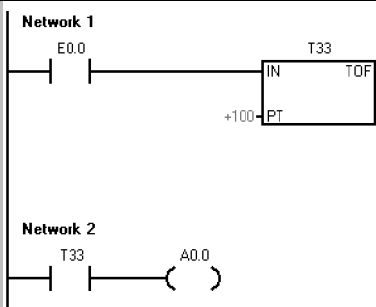 Network 1
E0.0
T33
IN TOF
+100 PT
Network 2
T33 A0.0